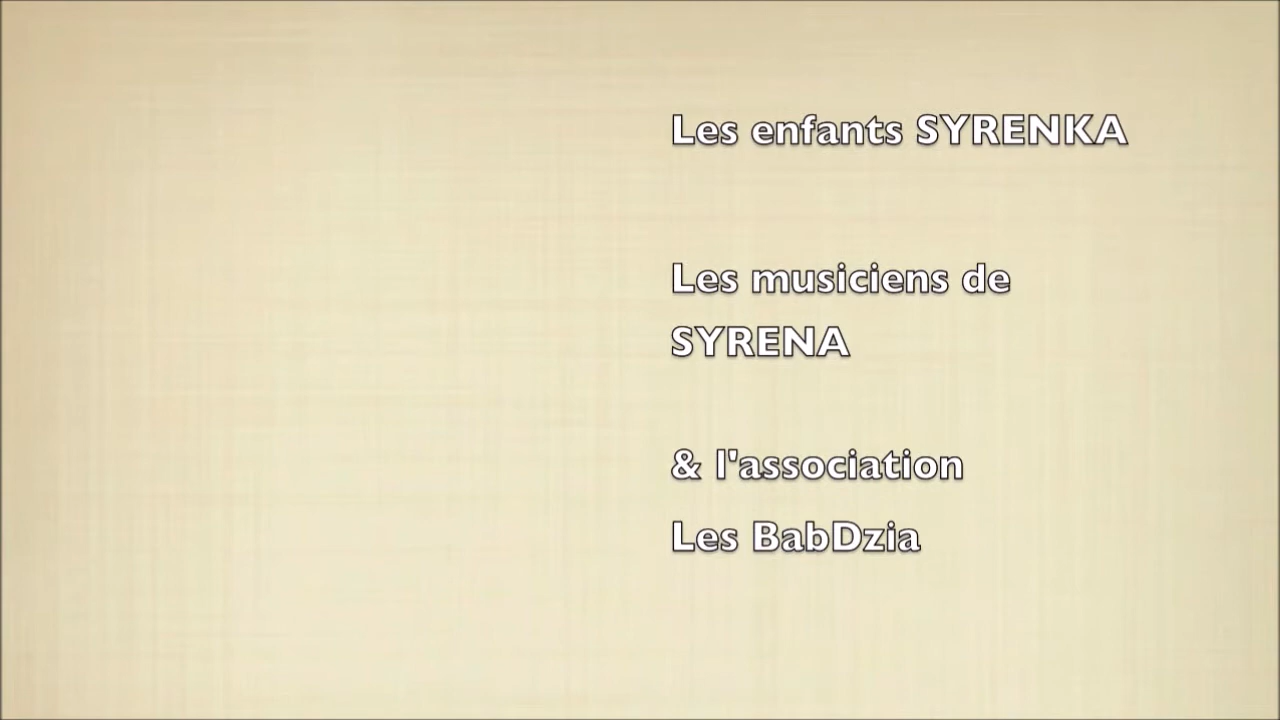 Les enfants SYRENKA
Les musiciens de
SYRENA
& l'association
Les BabDzia